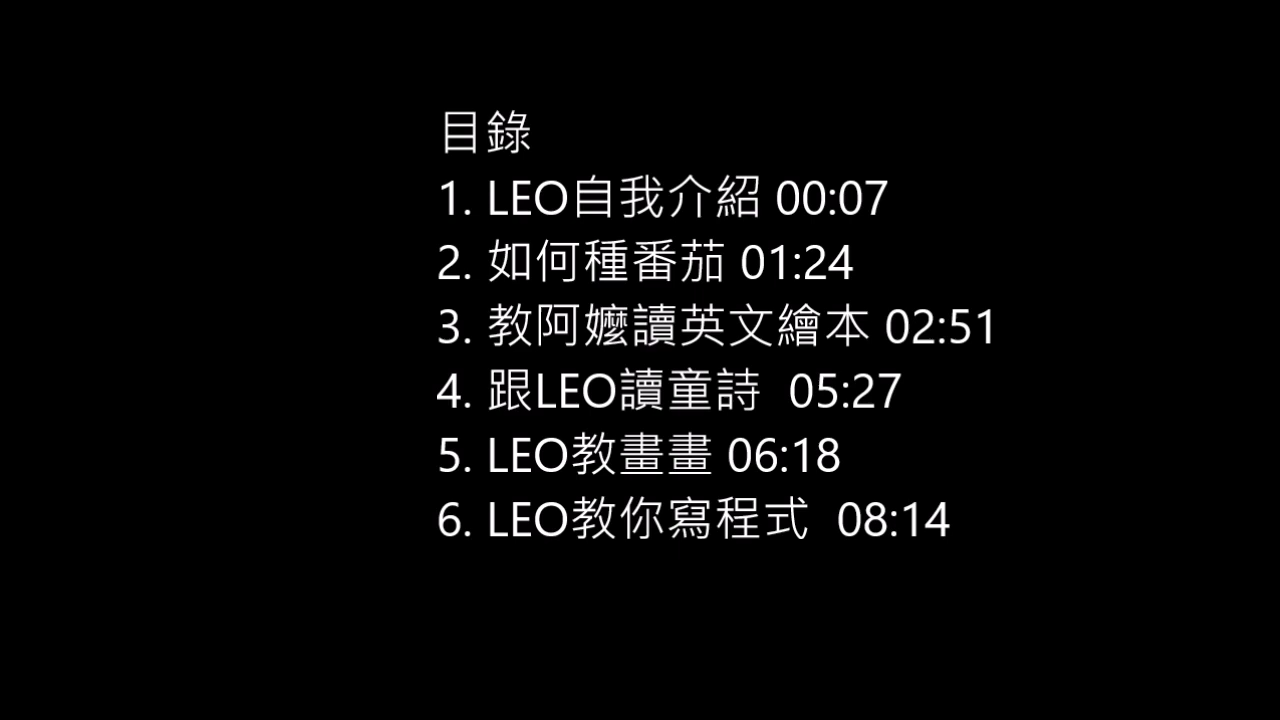 目錄
1. LEO自我介紹 00:07
2. 如何種番茄 01:24
3. 教阿嬤讀英文繪本 02:51
4. 跟LEO讀童詩  05:27
5. LEO教畫畫 06:18
6. LEO教你寫程式  08:14